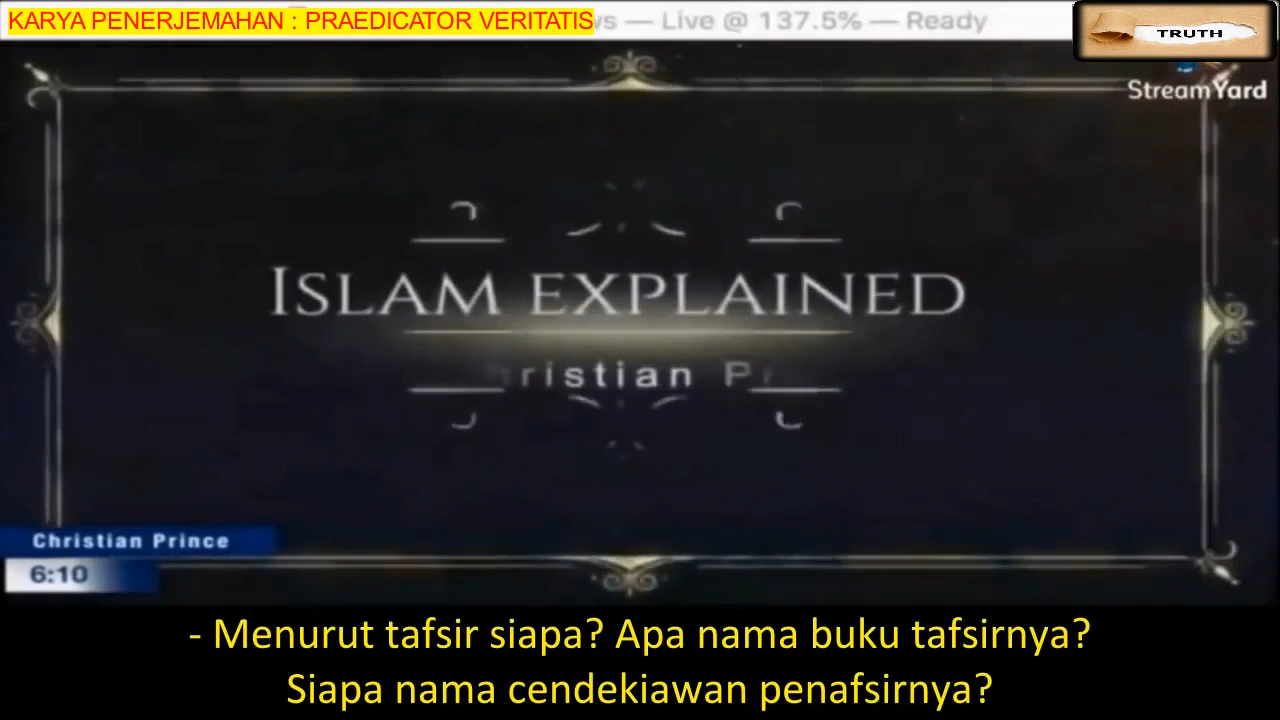 KARYA PENERJEMAHAN : PRAEDICATOR VERITATIS — Live @ 137.5% — Ready
TRUTH
StreamYard
ISLAM EXPLAINED
Christian Prince
6:10
- Menurut tafsir siapa? Apa nama buku tafsirnya?
Siapa nama cendekiawan penafsirnya?